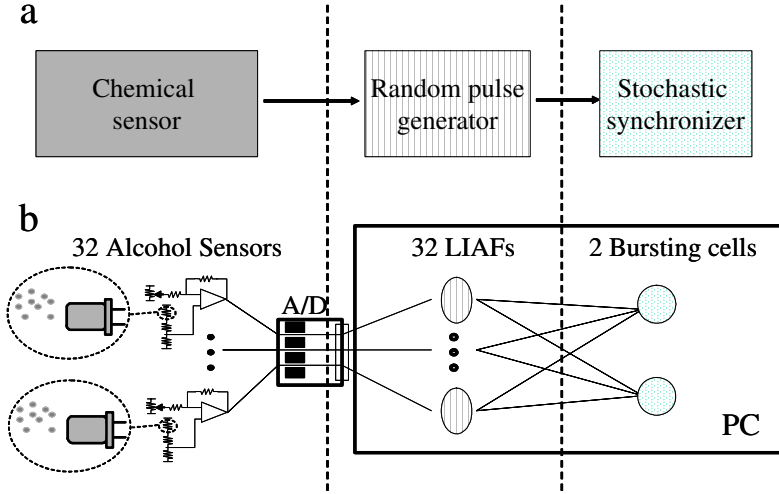 a
Chemical
sensor
Random pulse
generator
Stochastic
synchronizer
b
32 Alcohol Sensors
A/D
32 LIAFs
2 Bursting cells
PC